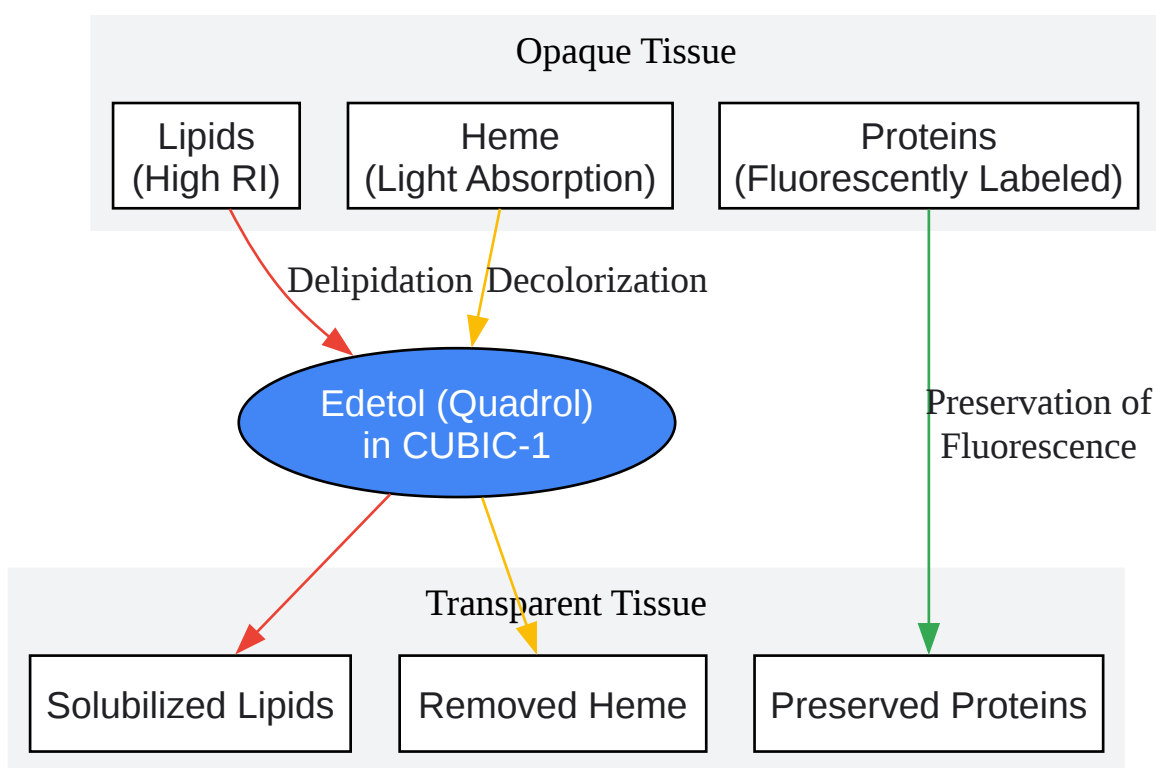 Opaque Tissue
Lipids
(High RI)
Heme
(Light Absorption)
Proteins
(Fluorescently Labeled)
Delipidation
Decolorization
Edetol (Quadrol)
in CUBIC-1
Preservation of
Fluorescence
Transparent Tissue
Solubilized Lipids
Removed Heme
Preserved Proteins